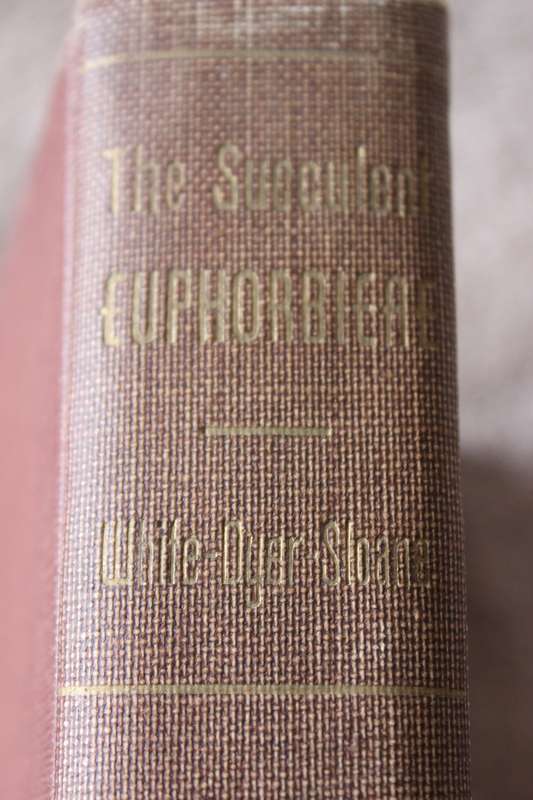 The Succulent
EUPHORBIEAE
White-Dyer-Sloane